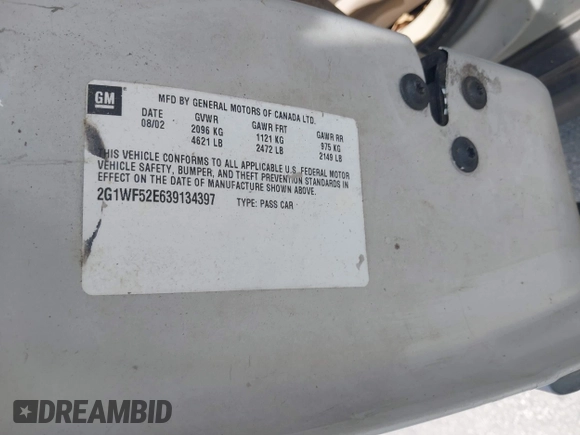 GM
MFD BY GENERAL MOTORS OF CANADA LTD.
DATE GVWR GAWR FRT GAWR RR
08/02 2096 KG 1121 KG 975 KG
4621 LB 2472 LB 2149 LB
THIS VEHICLE CONFORMS TO ALL APPLICABLE U.S. FEDERAL MOTOR
VEHICLE SAFETY, BUMPER, AND THEFT PREVENTION STANDARDS IN
EFFECT ON THE DATE OF MANUFACTURE SHOWN ABOVE.
2G1WF52E639134397 TYPE: PASS CAR
DREAMBID